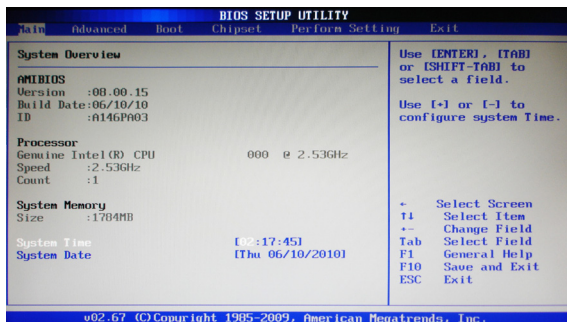 BIOS SETUP UTILITY
Main Advanced Boot Chipset Perform Setting Exit
System Overview
AMIBIOS
Version :08.00.15
Build Date:06/10/10
ID :A146PA03
Processor
Genuine Intel(R) CPU 000 @ 2.53GHz
Speed :2.53GHz
Count :1
System Memory
Size :1784MB
System Time [02:17:45]
System Date [Thu 06/10/2010]
Use [ENTER], [TAB]
or [SHIFT-TAB] to
select a field.
Use [+] or [-] to
configure system Time.
← Select Screen
↑↓ Select Item
+- Change Field
Tab Select Field
F1 General Help
F10 Save and Exit
ESC Exit
v02.67 (C)Copyright 1985-2009, American Megatrends, Inc.